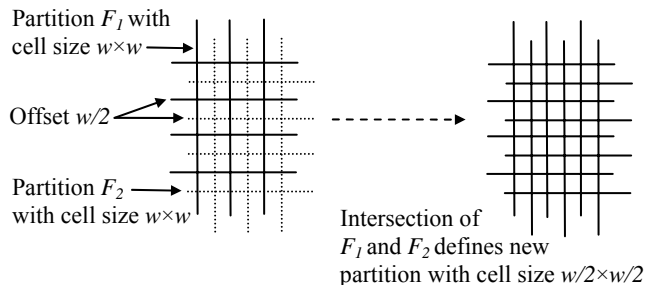 Partition F1 with
cell size w×w
Offset w/2
Partition F2
with cell size w×w
Intersection of
F1 and F2 defines new
partition with cell size w/2×w/2